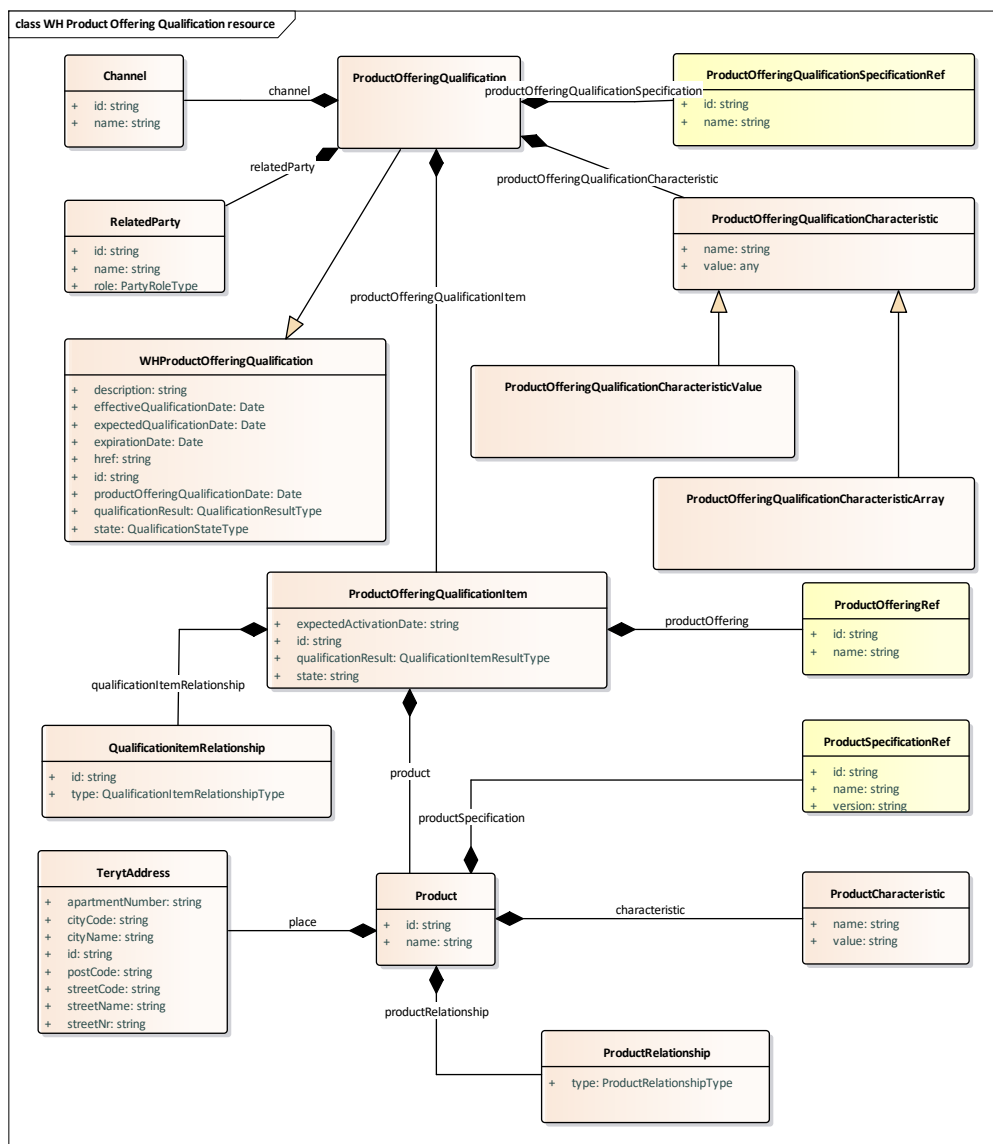 class WH Product Offering Qualification resource
Channel
+ id: string
+ name: string
channel
ProductOfferingQualification
productOfferingQualificationSpecification
ProductOfferingQualificationSpecificationRef
+ id: string
+ name: string
relatedParty
productOfferingQualificationCharacteristic
RelatedParty
+ id: string
+ name: string
+ role: PartyRoleType
ProductOfferingQualificationCharacteristic
+ name: string
+ value: any
productOfferingQualificationItem
WHProductOfferingQualification
+ description: string
+ effectiveQualificationDate: Date
+ expectedQualificationDate: Date
+ expirationDate: Date
+ href: string
+ id: string
+ productOfferingQualificationDate: Date
+ qualificationResult: QualificationResultType
+ state: QualificationStateType
ProductOfferingQualificationCharacteristicValue
ProductOfferingQualificationCharacteristicArray
ProductOfferingQualificationItem
+ expectedActivationDate: string
+ id: string
+ qualificationResult: QualificationItemResultType
+ state: string
productOffering
ProductOfferingRef
+ id: string
+ name: string
qualificationItemRelationship
QualificationitemRelationship
+ id: string
+ type: QualificationItemRelationshipType
product
productSpecification
ProductSpecificationRef
+ id: string
+ name: string
+ version: string
TerytAddress
+ apartmentNumber: string
+ cityCode: string
+ cityName: string
+ id: string
+ postCode: string
+ streetCode: string
+ streetName: string
+ streetNr: string
place
Product
+ id: string
+ name: string
characteristic
ProductCharacteristic
+ name: string
+ value: string
productRelationship
ProductRelationship
+ type: ProductRelationshipType